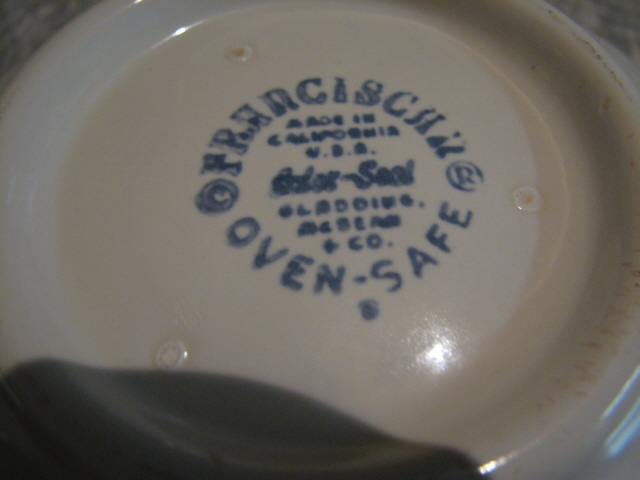 © FRANCISCAN ®
MADE IN
CALIFORNIA
U.S.A.
Color-Seal
GLADDING,
McBEAN
& CO.
OVEN-SAFE